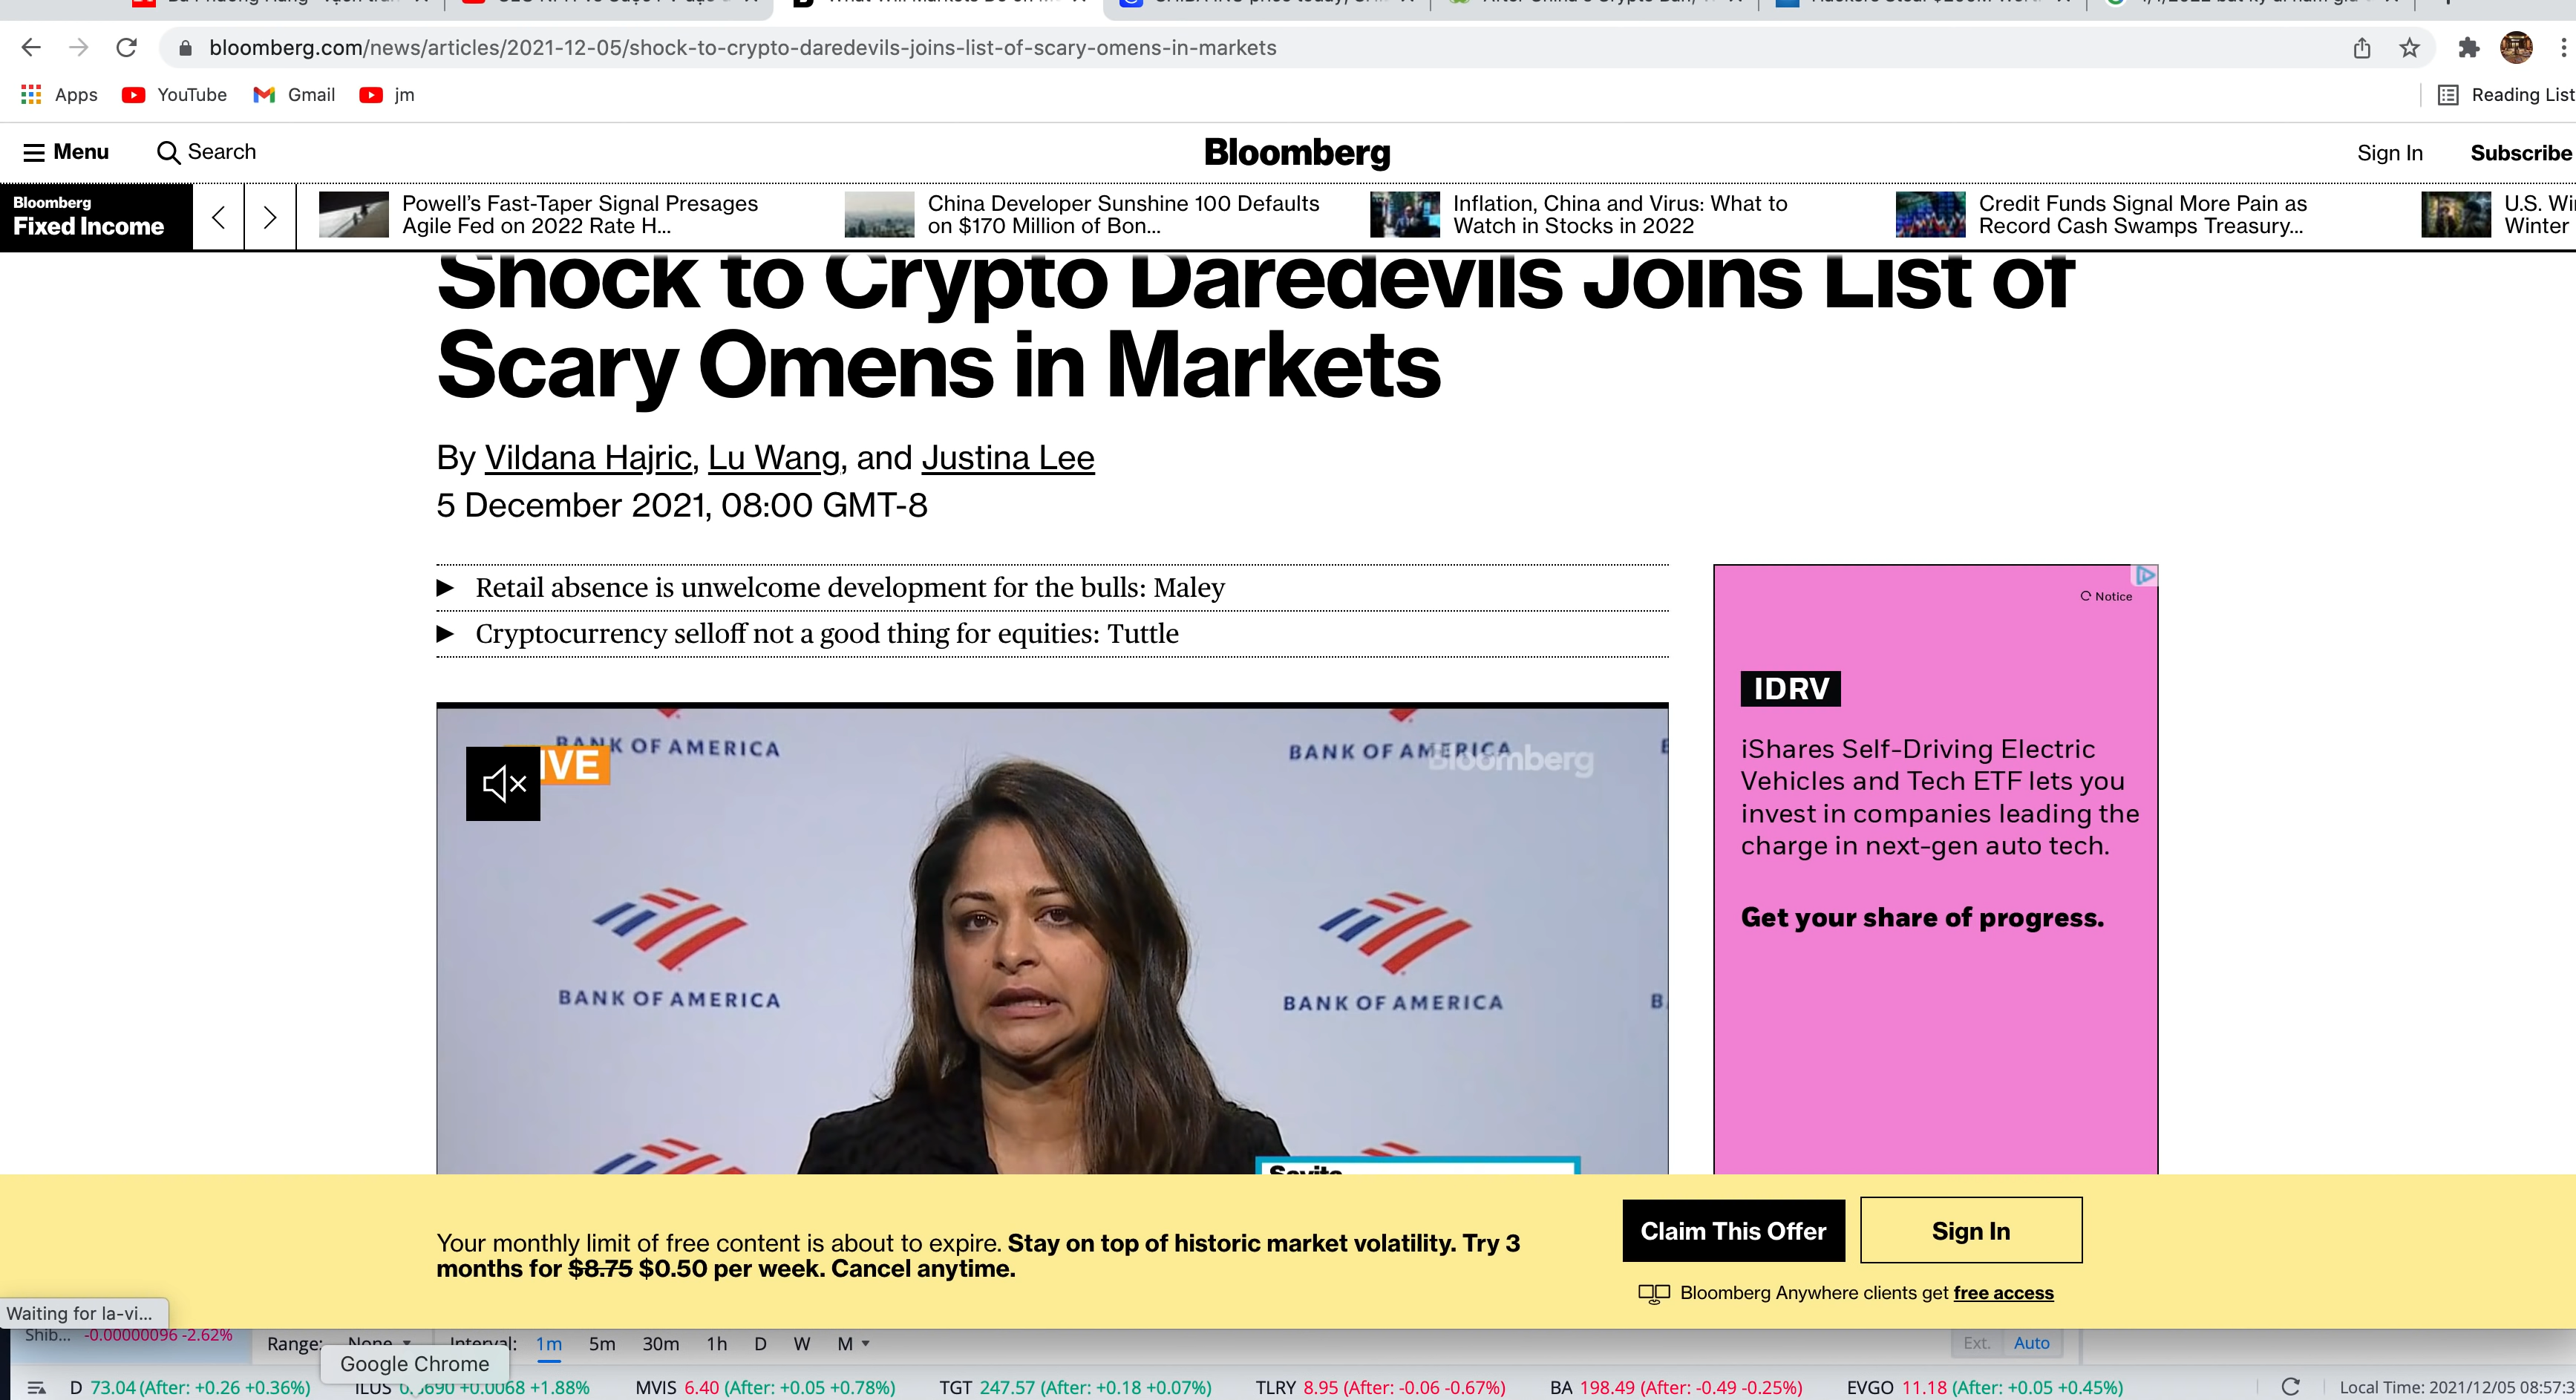 bloomberg.com/news/articles/2021-12-05/shock-to-crypto-daredevils-joins-list-of-scary-omens-in-markets
Apps YouTube Gmail jm Reading List
Menu Search Bloomberg Sign In Subscribe
Bloomberg
Fixed Income
Powell’s Fast-Taper Signal Presages
Agile Fed on 2022 Rate H...
China Developer Sunshine 100 Defaults
on $170 Million of Bon...
Inflation, China and Virus: What to
Watch in Stocks in 2022
Credit Funds Signal More Pain as
Record Cash Swamps Treasury...
U.S.
Winter
Shock to Crypto Daredevils Joins List of
Scary Omens in Markets
By Vildana Hajric, Lu Wang, and Justina Lee
5 December 2021, 08:00 GMT-8
Retail absence is unwelcome development for the bulls: Maley
Cryptocurrency selloff not a good thing for equities: Tuttle
BANK OF AMERICA
BANK OF AMERICA
Bloomberg
BANK OF AMERICA
BANK OF AMERICA
Notice
IDRV
iShares Self-Driving Electric
Vehicles and Tech ETF lets you
invest in companies leading the
charge in next-gen auto tech.
Get your share of progress.
Your monthly limit of free content is about to expire. Stay on top of historic market volatility. Try 3
months for $8.75 $0.50 per week. Cancel anytime.
Claim This Offer Sign In
Bloomberg Anywhere clients get free access
Waiting for la-vi...
Shib... -0.00000096 -2.62%
Range: None Interval: 1m 5m 30m 1h D W M Ext. Auto
Google Chrome
D 73.04 (After: +0.26 +0.36%) ILUS +0.0068 +1.88% MVIS 6.40 (After: +0.05 +0.78%) TGT 247.57 (After: +0.18 +0.07%) TLRY 8.95 (After: -0.06 -0.67%) BA 198.49 (After: -0.49 -0.25%) EVGO 11.18 (After: +0.05 +0.45%) Local Time: 2021/12/05 08:57:3